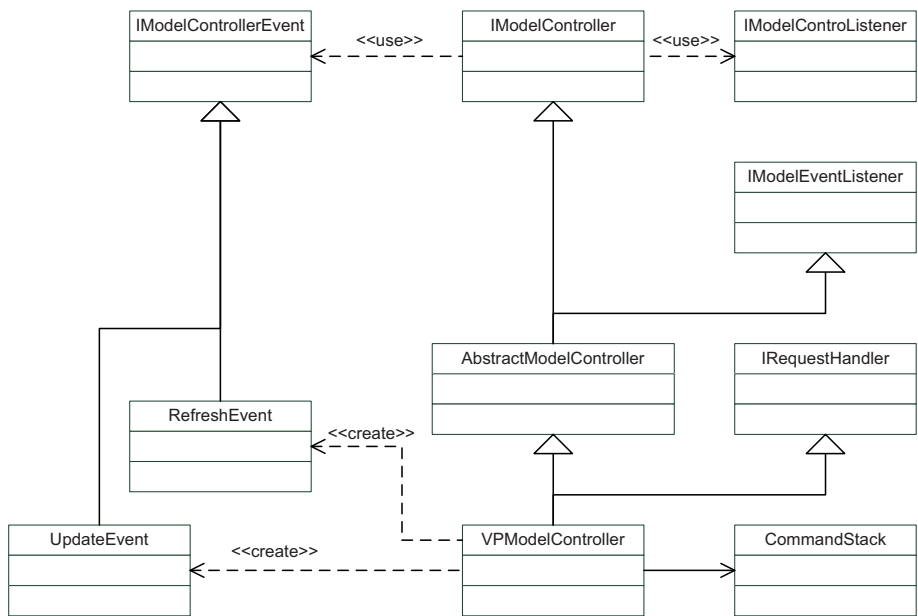 IModelControllerEvent
IModelController
IModelControListener
<<use>>
<<use>>
IModelEventListener
AbstractModelController
IRequestHandler
RefreshEvent
<<create>>
UpdateEvent
VPModelController
CommandStack
<<create>>